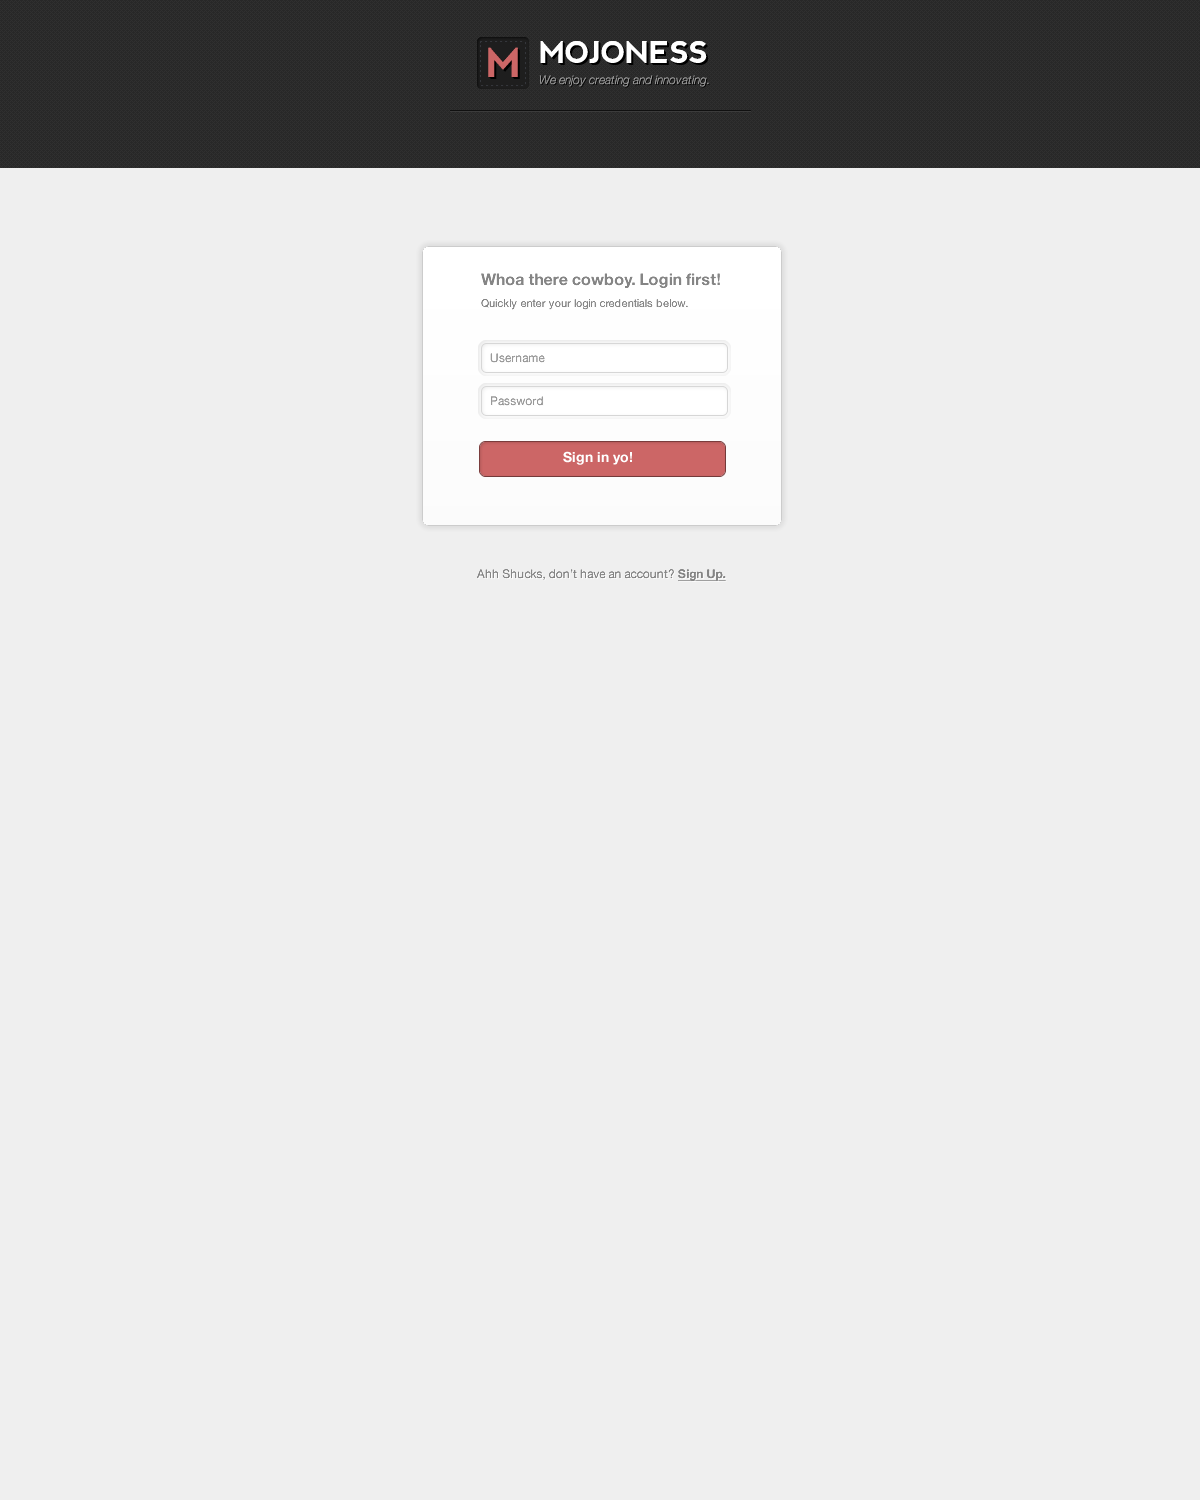 M
MOJONESS
We enjoy creating and innovating.
Whoa there cowboy. Login first!
Quickly enter your login credentials below.
Username
Password
Sign in yo!
Ahh Shucks, don't have an account? Sign Up.